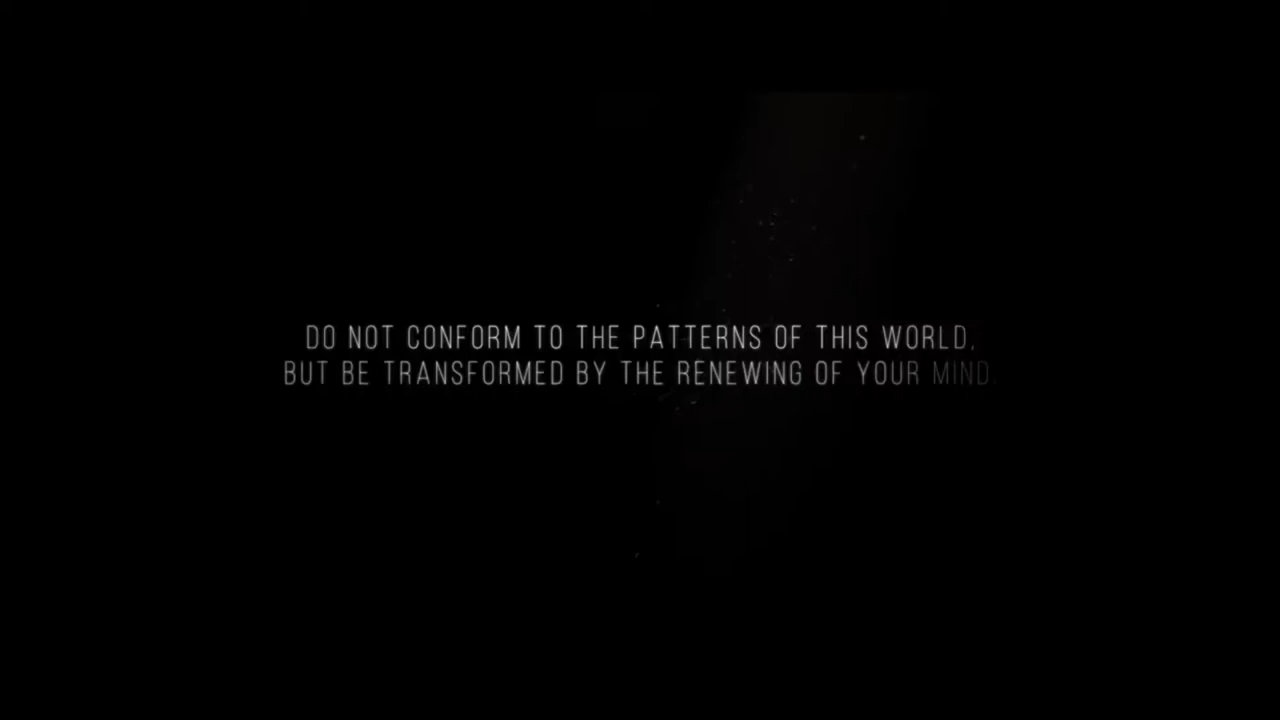 DO NOT CONFORM TO THE PATTERNS OF THIS WORLD,
BUT BE TRANSFORMED BY THE RENEWING OF YOUR MIND.